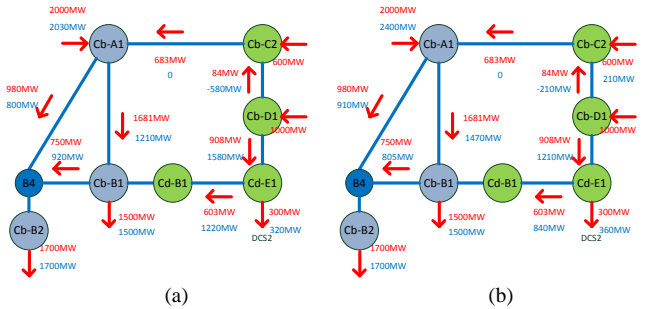 2000MW
2030MW
Cb-A1
Cb-C2
683MW
0
600MW
84MW
-580MW
980MW
800MW
Cb-D1
1000MW
1681MW
1210MW
908MW
1580MW
750MW
920MW
B4
Cb-B1
Cd-B1
Cd-E1
603MW
1220MW
1500MW
1500MW
300MW
320MW
DCS2
Cb-B2
1700MW
1700MW
(a)
2000MW
2400MW
Cb-A1
Cb-C2
683MW
0
600MW
210MW
84MW
-210MW
980MW
910MW
Cb-D1
1000MW
1681MW
1470MW
908MW
1210MW
750MW
805MW
B4
Cb-B1
Cd-B1
Cd-E1
603MW
840MW
1500MW
1500MW
300MW
360MW
DCS2
Cb-B2
1700MW
1700MW
(b)